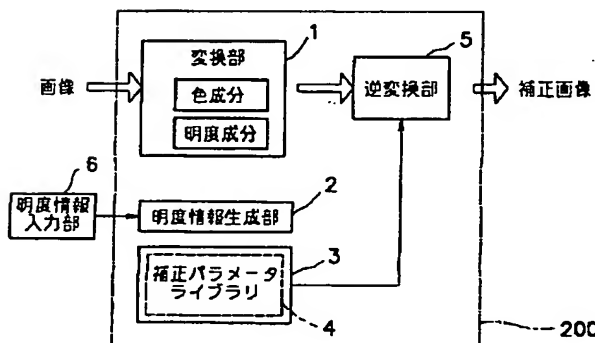 1
変換部
5
画像
色成分
逆変換部
補正画像
明度成分
6
明度情報
入力部
2
明度情報生成部
3
補正パラメータ
ライブラリ
4
200